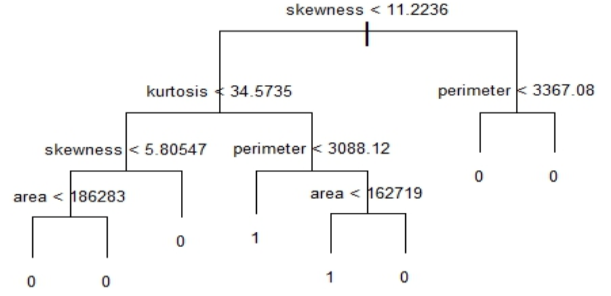 skewness < 11.2236
kurtosis < 34.5735
perimeter < 3367.08
skewness < 5.80547
perimeter < 3088.12
0
0
area < 186283
area < 162719
0
1
0
0
1
0